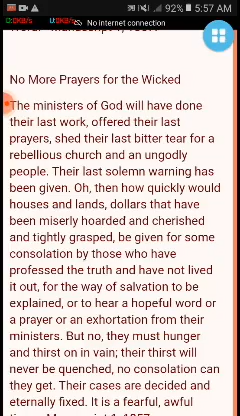 92% 5:57 AM
U:0KB/s
No internet connection
No More Prayers for the Wicked
The ministers of God will have done
their last work, offered their last
prayers, shed their last bitter tear for a
rebellious church and an ungodly
people. Their last solemn warning has
been given. Oh, then how quickly would
houses and lands, dollars that have
been miserly hoarded and cherished
and tightly grasped, be given for some
consolation by those who have
professed the truth and have not lived
it out, for the way of salvation to be
explained, or to hear a hopeful word or
a prayer or an exhortation from their
ministers. But no, they must hunger
and thirst on in vain; their thirst will
never be quenched, no consolation can
they get. Their cases are decided and
eternally fixed. It is a fearful, awful